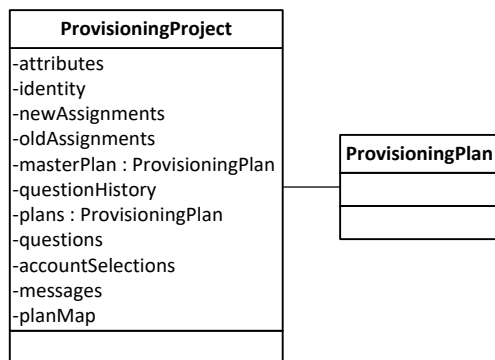 ProvisioningProject
-attributes
-identity
-newAssignments
-oldAssignments
-masterPlan : ProvisioningPlan
-questionHistory
-plans : ProvisioningPlan
-questions
-accountSelections
-messages
-planMap
ProvisioningPlan